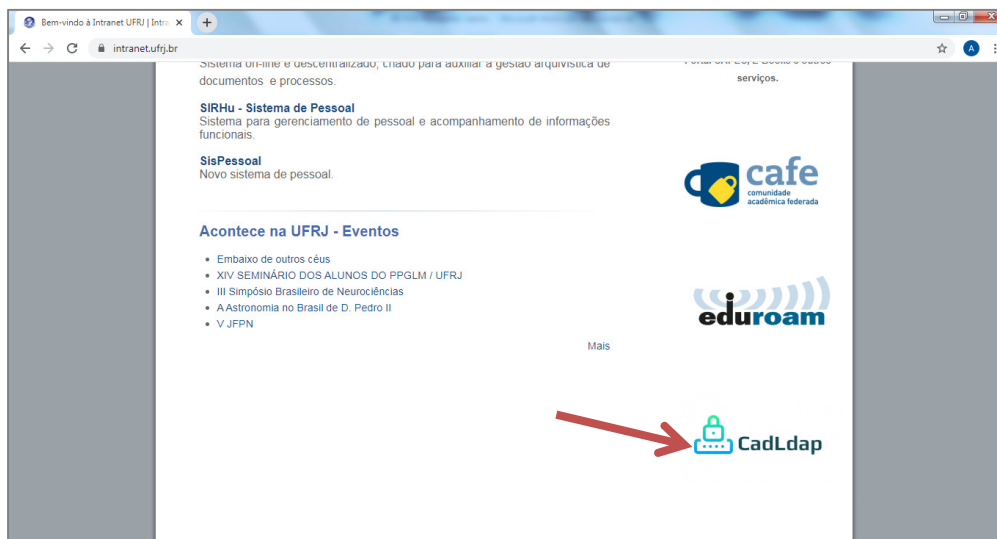 Bem-vindo à Intranet UFRJ | Intra
intranet.ufrj.br
A
Sistema on-line e descentralizado, criado para auxiliar a gestão arquivística de
documentos e processos.
SIRHu - Sistema de Pessoal
Sistema para gerenciamento de pessoal e acompanhamento de informações
funcionais.
SisPessoal
Novo sistema de pessoal.
Acontece na UFRJ - Eventos
Embaixo de outros céus
XIV SEMINÁRIO DOS ALUNOS DO PPGLM / UFRJ
III Simpósio Brasileiro de Neurociências
A Astronomia no Brasil de D. Pedro II
V JFPN
Mais
serviços.
cafe
comunidade
acadêmica federada
eduroam
CadLdap